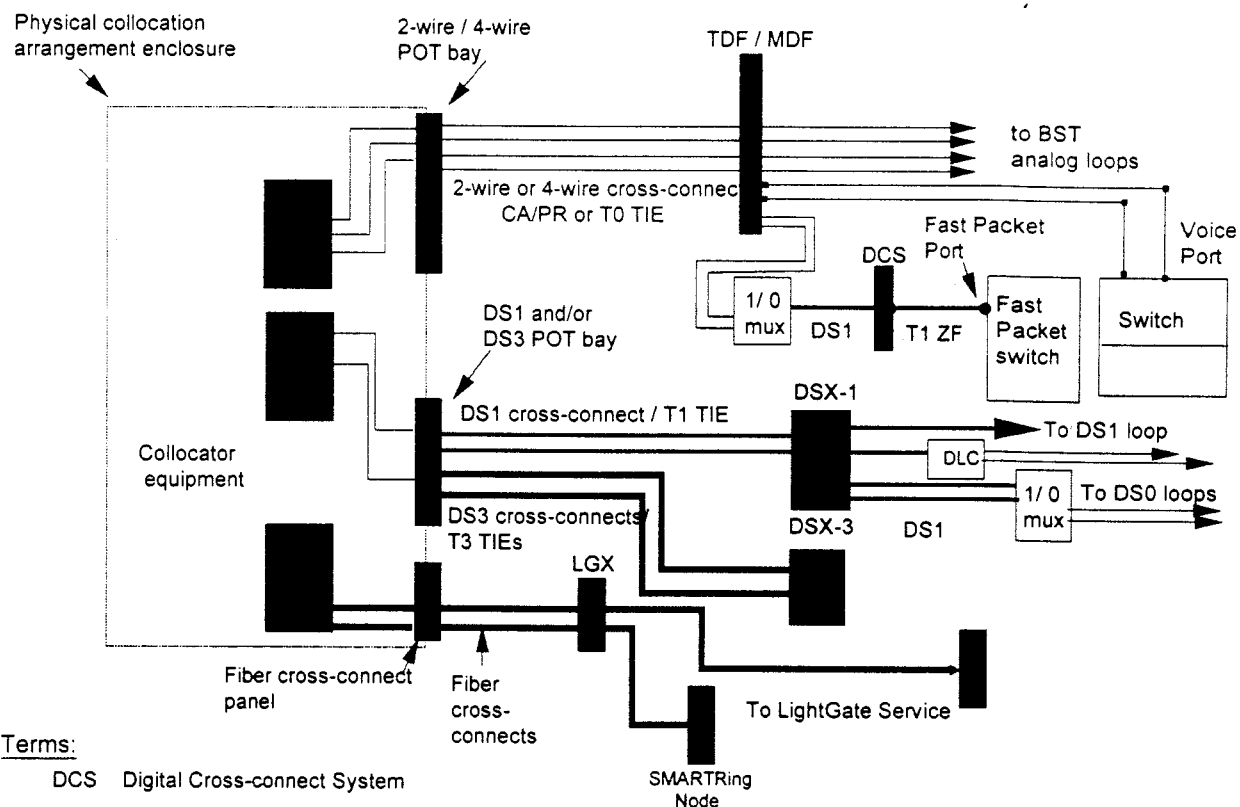 Physical collocation
arrangement enclosure
2-wire / 4-wire
POT bay
TDF / MDF
to BST
analog loops
2-wire or 4-wire cross-connec
CA/PR or T0 TIE
Fast Packet
Port
Voice
Port
DCS
1/ 0
mux
DS1
T1 ZF
Fast
Packet
switch
Switch
DS1 and/or
DS3 POT bay
DSX-1
DS1 cross-connect / T1 TIE
To DS1 loop
DLC
Collocator
equipment
1/ 0
mux
To DS0 loops
DS3 cross-connects/
T3 TIEs
DSX-3
DS1
LGX
Fiber cross-connect
panel
Fiber
cross-
connects
To LightGate Service
SMARTRing
Node
Terms:
DCS Digital Cross-connect System